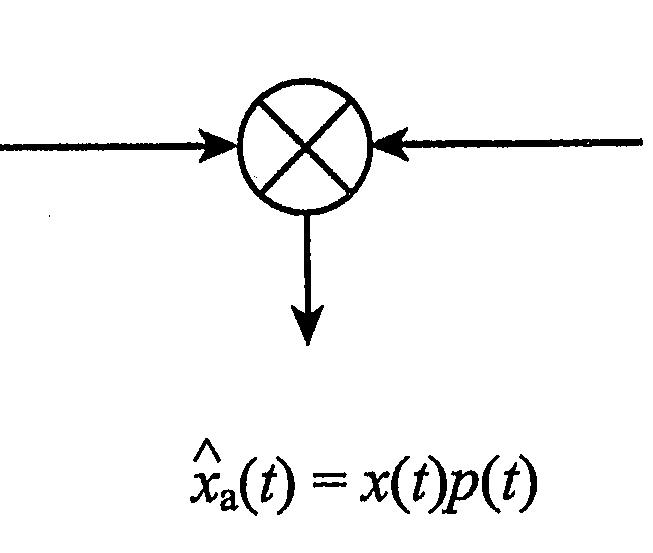 x̂ₐ(t) = x(t)p(t)